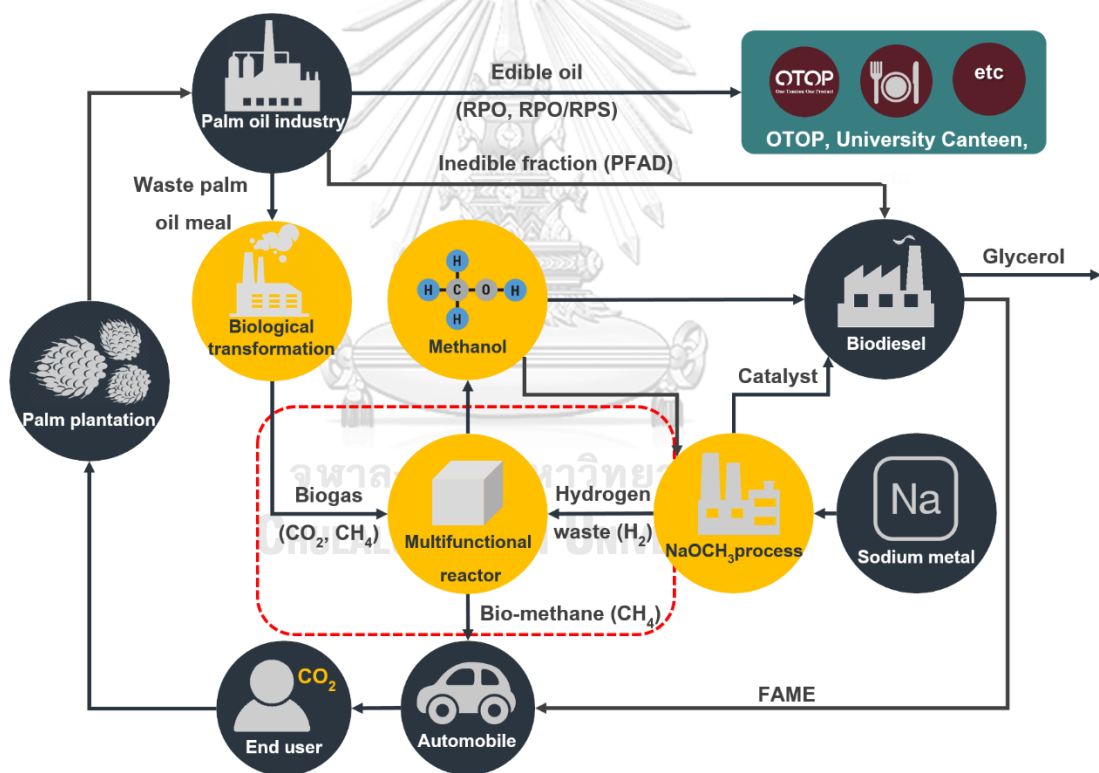 Palm oil industry
Edible oil
(RPO, RPO/RPS)
OTOP
etc
OTOP, University Canteen,
Inedible fraction (PFAD)
Waste palm
oil meal
Biological
transformation
H
H C O H
H
Methanol
Biodiesel
Glycerol
Palm plantation
Catalyst
Biogas
(CO₂, CH₄)
Multifunctional
reactor
Hydrogen
waste (H₂)
NaOCH₃process
Na
Sodium metal
Bio-methane (CH₄)
CO₂
End user
Automobile
FAME